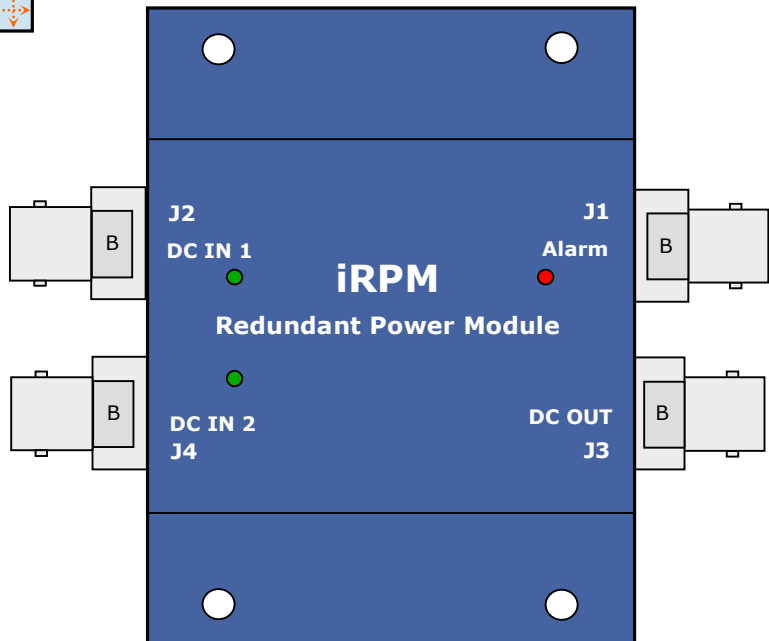 J2
J1
DC IN 1
Alarm
B
B
iRPM
Redundant Power Module
B
B
DC IN 2
DC OUT
J4
J3